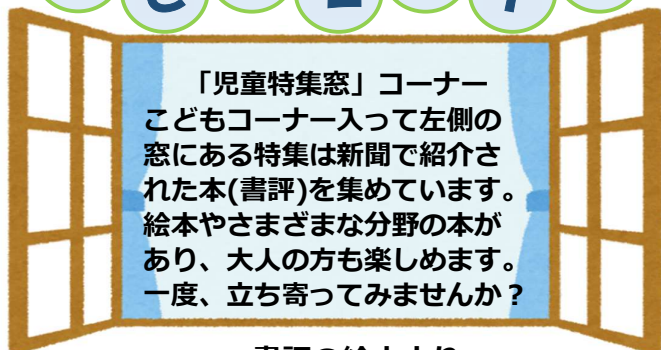 「児童特集窓」コーナー
こどもコーナー入って左側の
窓にある特集は新聞で紹介さ
れた本(書評)を集めています。
絵本やさまざまな分野の本が
あり、大人の方も楽しめます。
一度、立ち寄ってみませんか？